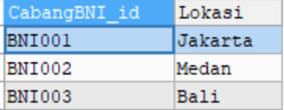 CabangBNI_id Lokasi
BNI001 Jakarta
BNI002 Medan
BNI003 Bali